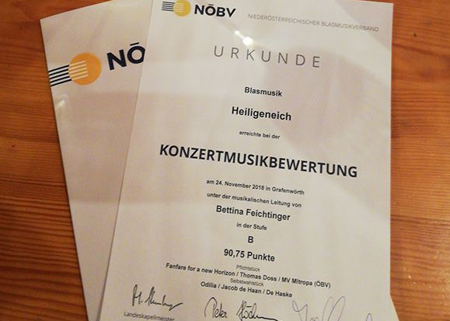 NÖ
NÖBV NIEDERÖSTERREICHISCHER BLASMUSIKVERBAND
URKUNDE
Blasmusik
Heiligeneich
erreichte bei der
KONZERTMUSIKBEWERTUNG
am 24. November 2018 in Grafenwörth
unter der musikalischen Leitung von
Bettina Feichtinger
in der Stufe
B
90,75 Punkte
Pflichtstück
Fanfare for a new Horizon / Thomas Doss / MV Mitropa (ÖBV)
Selbstwahlstück
Odilia / Jacob de Haan / De Haske
Landeskapellmeister